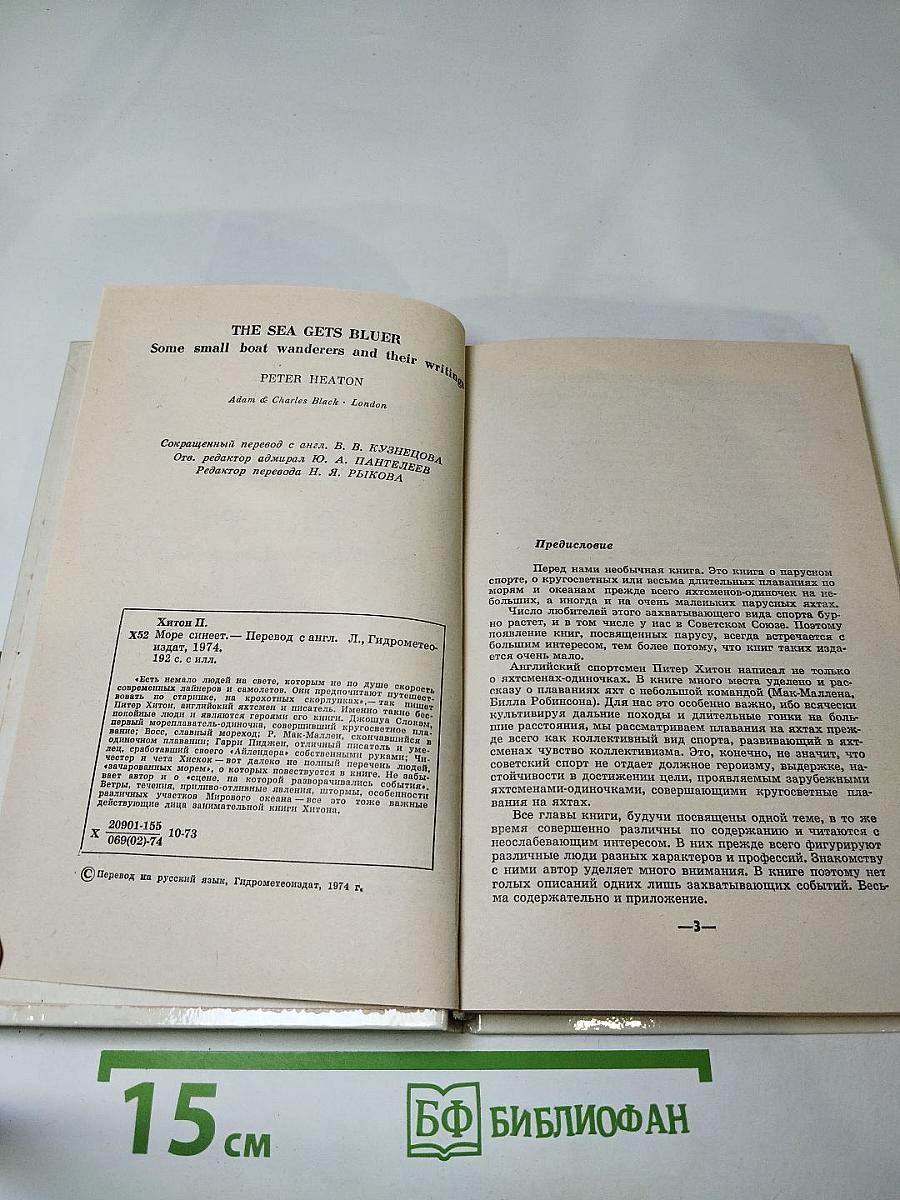 THE SEA GETS BLUER
Some small boat wanderers and their writings
PETER HEATON
Adam & Charles Black · London
Сокращенный перевод с англ. В. В. КУЗНЕЦОВА
Отв. редактор адмирал Ю. А. ПАНТЕЛЕЕВ
Редактор перевода Н. Я. РЫКОВА
Хитон П.
Х52 Море синеет.— Перевод с англ. Л., Гидрометео-
издат, 1974.
192 с. с илл.
«Есть немало людей на свете, которым не по душе скорость
современных лайнеров и самолетов. Они предпочитают путешест-
вовать по старинке, на крохотных скорлупках»,— так пишет
Питер Хитон, английский яхтсмен и писатель. Именно такие бес-
покойные люди и являются героями его книги. Джошуа Слокам,
первый мореплаватель-одиночка, совершивший кругосветное пла-
вание; Восс, славный мореход; Р. Мак-Маллен, скончавшийся в
одиночном плавании; Гарри Пиджен, отличный писатель и уме-
лец, сработавший своего «Айлендера» собственными руками; Чи-
честер и чета Хискок — вот далеко не полный перечень людей,
«зачарованных морем», о которых повествуется в книге. Не забы-
вает автор и о «сцене, на которой разворачивались события».
Ветры, течения, приливо-отливные явления, штормы, особенности
различных участков Мирового океана — все это тоже важные
действующие лица занимательной книги Хитона.
Х 20901-155
069(02)-74 10-73
© Перевод на русский язык, Гидрометеоиздат, 1974 г.
Предисловие
Перед нами необычная книга. Это книга о парусном
спорте, о кругосветных или весьма длительных плаваниях по
морям и океанам прежде всего яхтсменов-одиночек на не-
больших, а иногда и на очень маленьких парусных яхтах.
Число любителей этого захватывающего вида спорта бур-
но растет, и в том числе у нас в Советском Союзе. Поэтому
появление книг, посвященных парусу, всегда встречается с
большим интересом, тем более потому, что книг таких изда-
ется очень мало.
Английский спортсмен Питер Хитон написал не только
о яхтсменах-одиночках. В книге много места уделено и рас-
сказу о плаваниях яхт с небольшой командой (Мак-Маллена,
Билла Робинсона). Для нас это особенно важно, ибо всячески
культивируя дальние походы и длительные гонки на боль-
шие расстояния, мы рассматриваем плавания на яхтах преж-
де всего как коллективный вид спорта, развивающий в яхт-
сменах чувство коллективизма. Это, конечно, не значит, что
советский спорт не отдает должное героизму, выдержке, на-
стойчивости в достижении цели, проявляемым зарубежными
яхтсменами-одиночками, совершающими кругосветные пла-
вания на яхтах.
Все главы книги, будучи посвящены одной теме, в то же
время совершенно различны по содержанию и читаются с
неослабевающим интересом. В них прежде всего фигурируют
различные люди разных характеров и профессий. Знакомству
с ними автор уделяет много внимания. В книге поэтому нет
голых описаний одних лишь захватывающих событий. Весь-
ма содержательно и приложение.
—3—
15 см
БФ БИБЛИОФАН